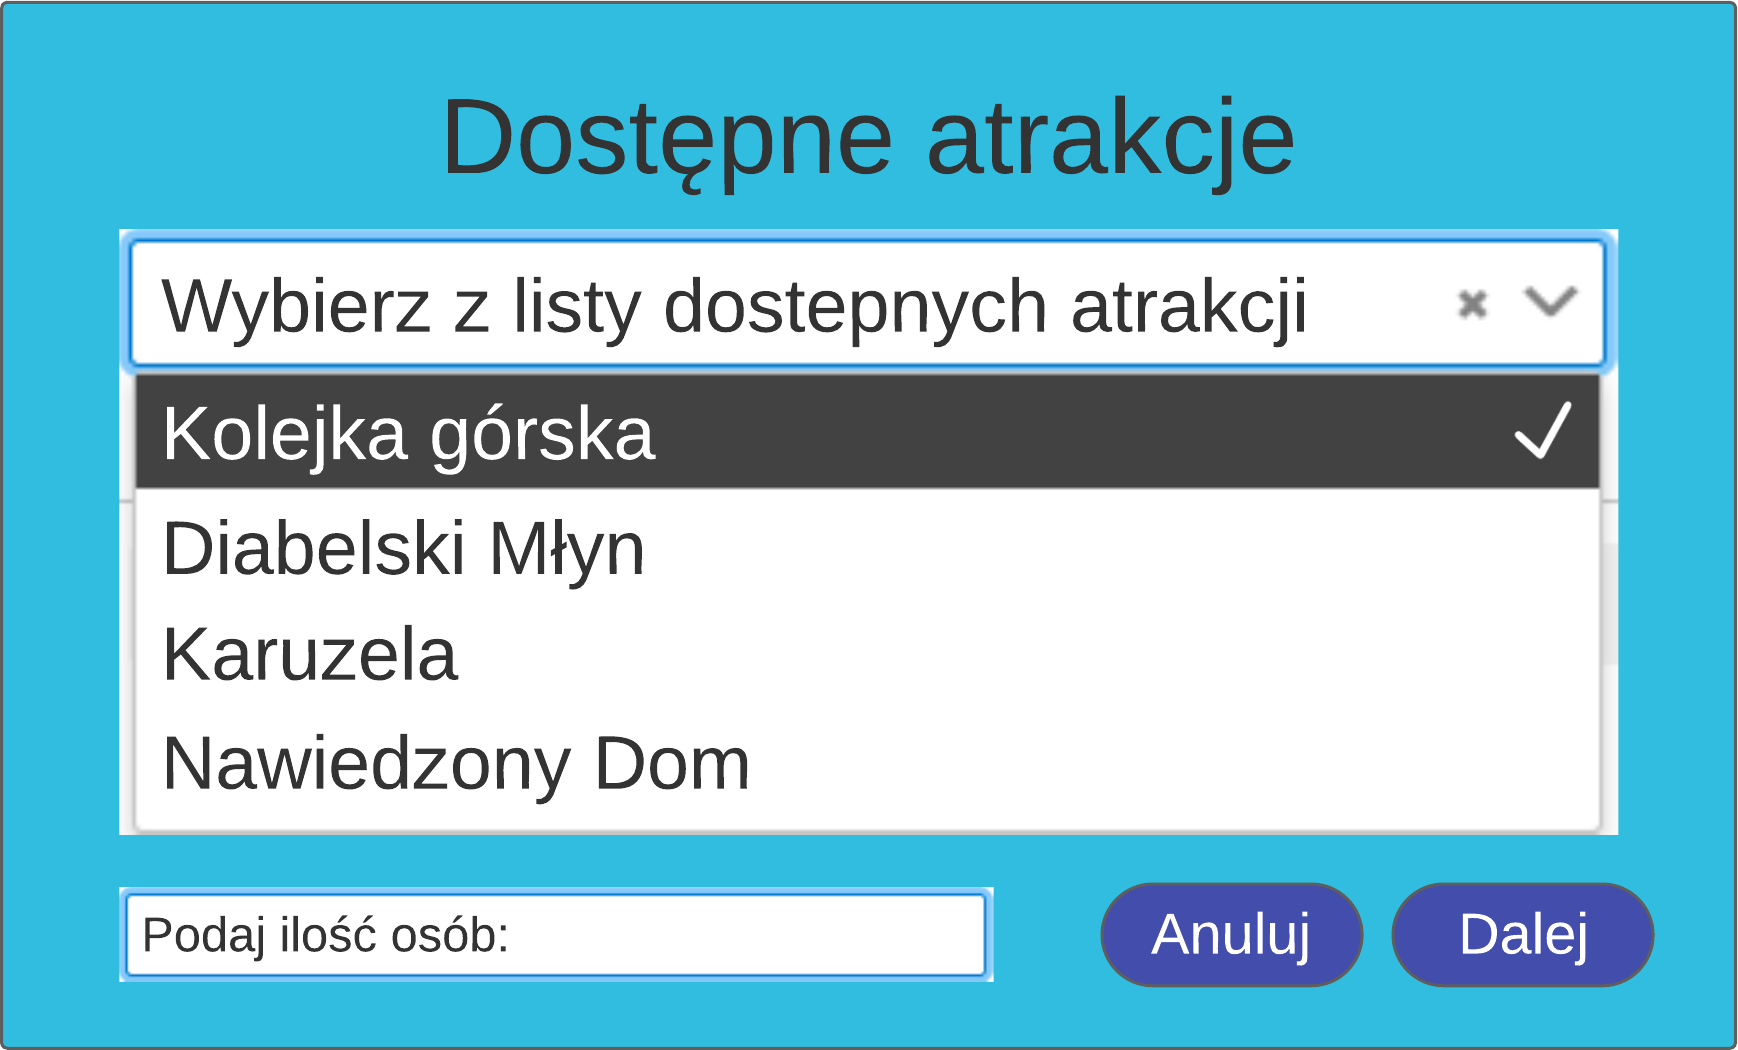 Dostępne atrakcje
Wybierz z listy dostepnych atrakcji
Kolejka górska
Diabelski Młyn
Karuzela
Nawiedzony Dom
Podaj ilość osób:
Anuluj
Dalej